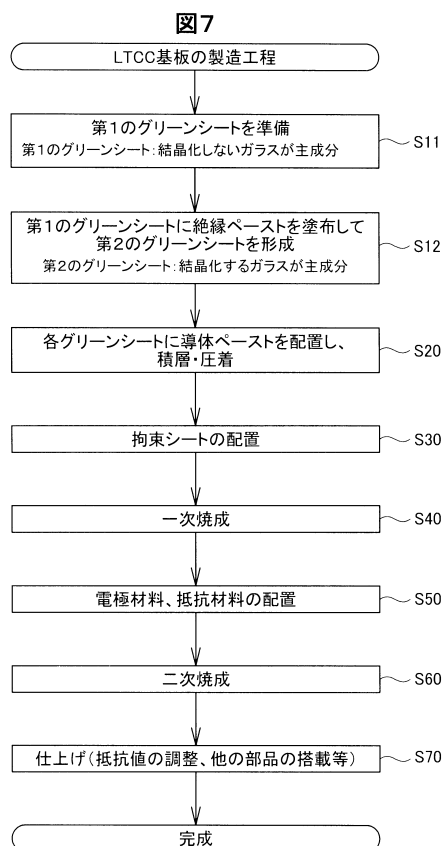 図7
LTCC基板の製造工程
第1のグリーンシートを準備
第1のグリーンシート:結晶化しないガラスが主成分
S11
第1のグリーンシートに絶縁ペーストを塗布して
第2のグリーンシートを形成
第2のグリーンシート:結晶化するガラスが主成分
S12
各グリーンシートに導体ペーストを配置し、
積層・圧着
S20
拘束シートの配置
S30
一次焼成
S40
電極材料、抵抗材料の配置
S50
二次焼成
S60
仕上げ(抵抗値の調整、他の部品の搭載等)
S70
完成